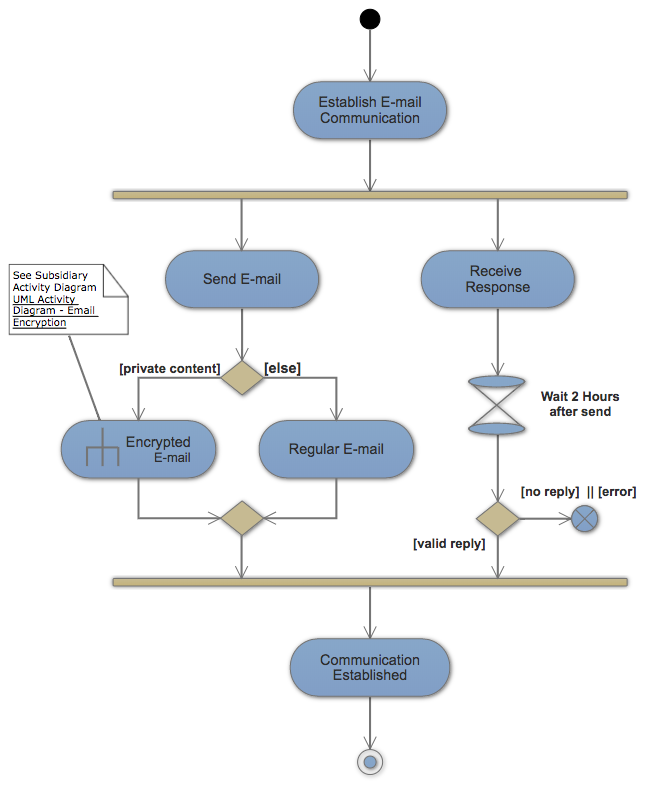 Establish E-mail
Communication
Send E-mail
Receive
Response
See Subsidiary
Activity Diagram
UML Activity
Diagram - Email
Encryption
[private content]
[else]
Wait 2 Hours
after send
Encrypted
E-mail
Regular E-mail
[no reply] || [error]
[valid reply]
Communication
Established